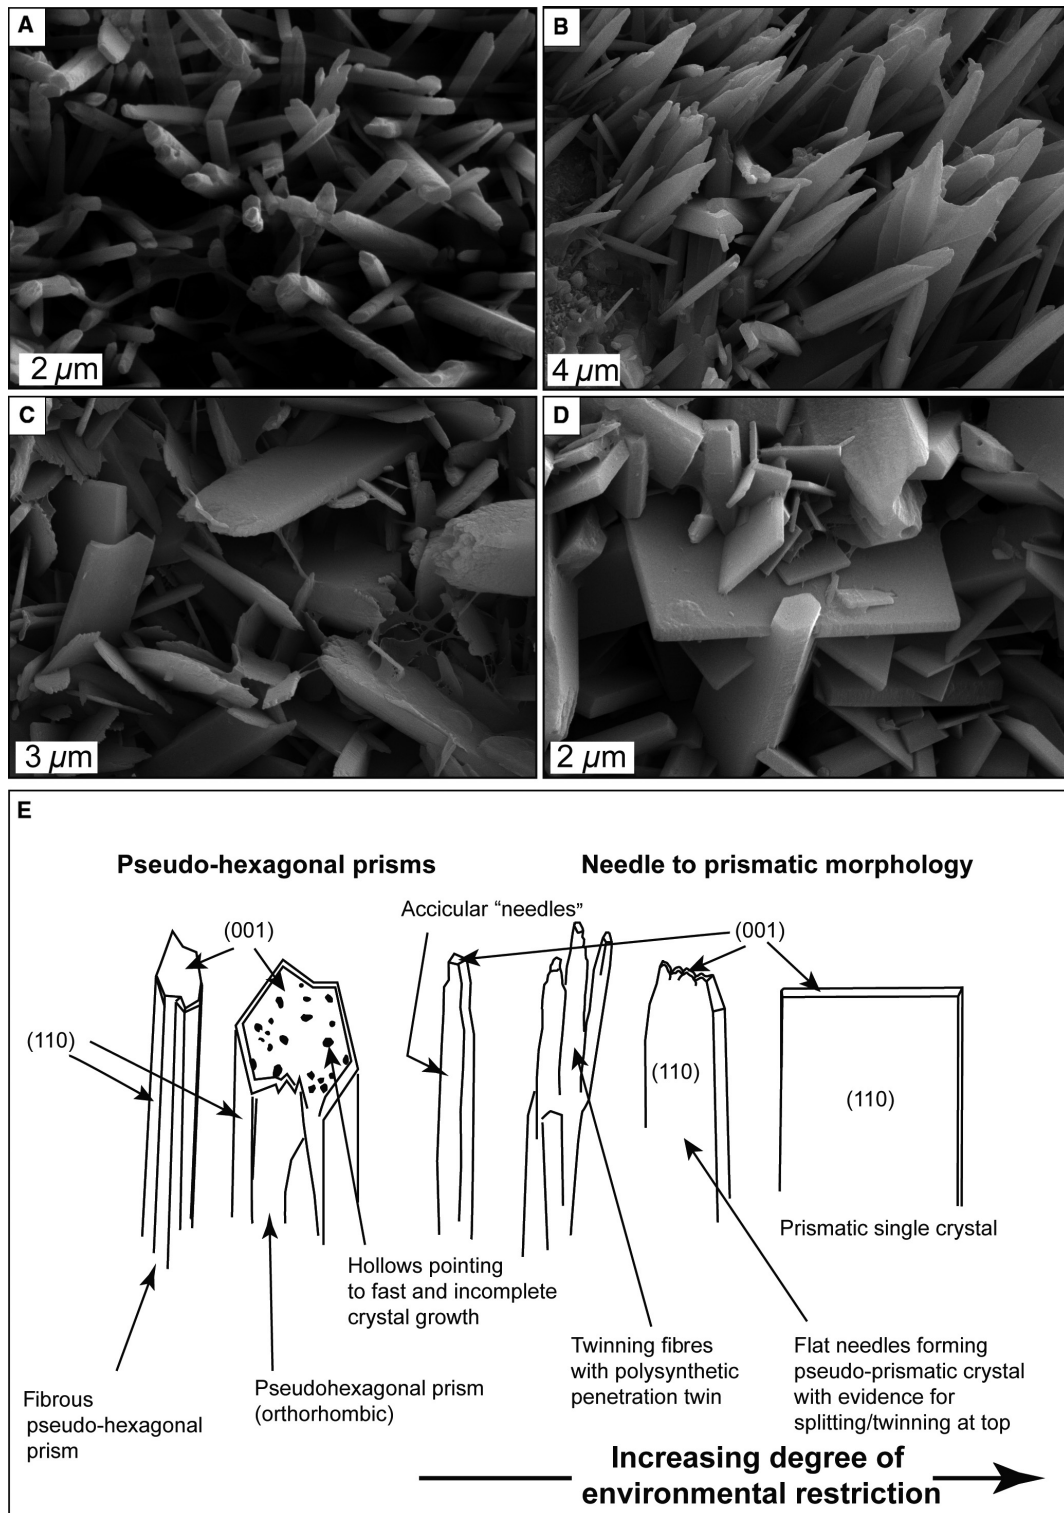 A
B
2 µm
4 µm
C
D
3 µm
2 µm
E
Pseudo-hexagonal prisms
Needle to prismatic morphology
Accicular “needles”
(001)
(001)
(110)
(110)
(110)
Prismatic single crystal
Hollows pointing
to fast and incomplete
crystal growth
Twinning fibres
with polysynthetic
penetration twin
Flat needles forming
pseudo-prismatic crystal
with evidence for
splitting/twinning at top
Pseudohexagonal prism
(orthorhombic)
Fibrous
pseudo-hexagonal
prism
Increasing degree of
environmental restriction